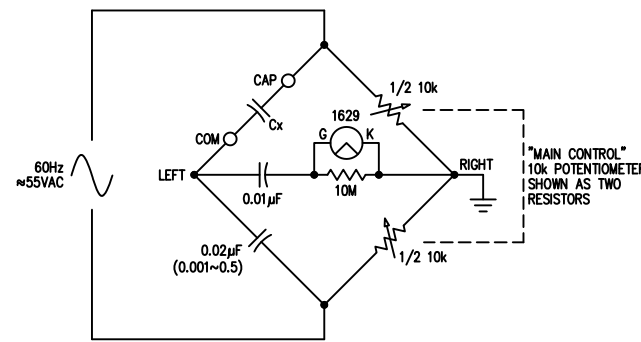 CAP
1/2 10k
1629
Cx
G
K
COM
60Hz
≈55VAC
LEFT
RIGHT
0.01µF
10M
"MAIN CONTROL"
10k POTENTIOMETER
SHOWN AS TWO
RESISTORS
0.02µF
(0.001~0.5)
1/2 10k